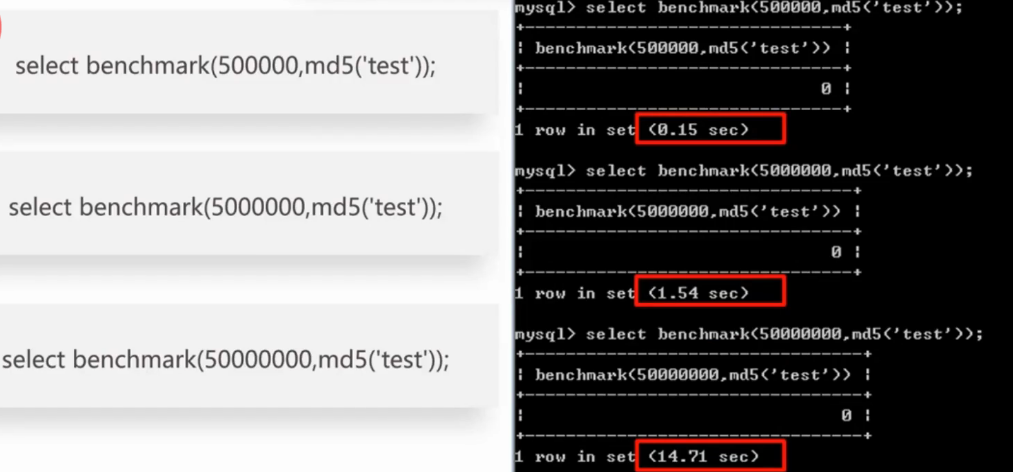 select benchmark(500000,md5('test'));
select benchmark(5000000,md5('test'));
select benchmark(50000000,md5('test'));
mysql> select benchmark(500000,md5('test'));
+-------------------------------+
| benchmark(500000,md5('test')) |
+-------------------------------+
| 0 |
+-------------------------------+
1 row in set (0.15 sec)
mysql> select benchmark(5000000,md5('test'));
+--------------------------------+
| benchmark(5000000,md5('test')) |
+--------------------------------+
| 0 |
+--------------------------------+
1 row in set (1.54 sec)
mysql> select benchmark(50000000,md5('test'));
+---------------------------------+
| benchmark(50000000,md5('test')) |
+---------------------------------+
| 0 |
+---------------------------------+
1 row in set (14.71 sec)